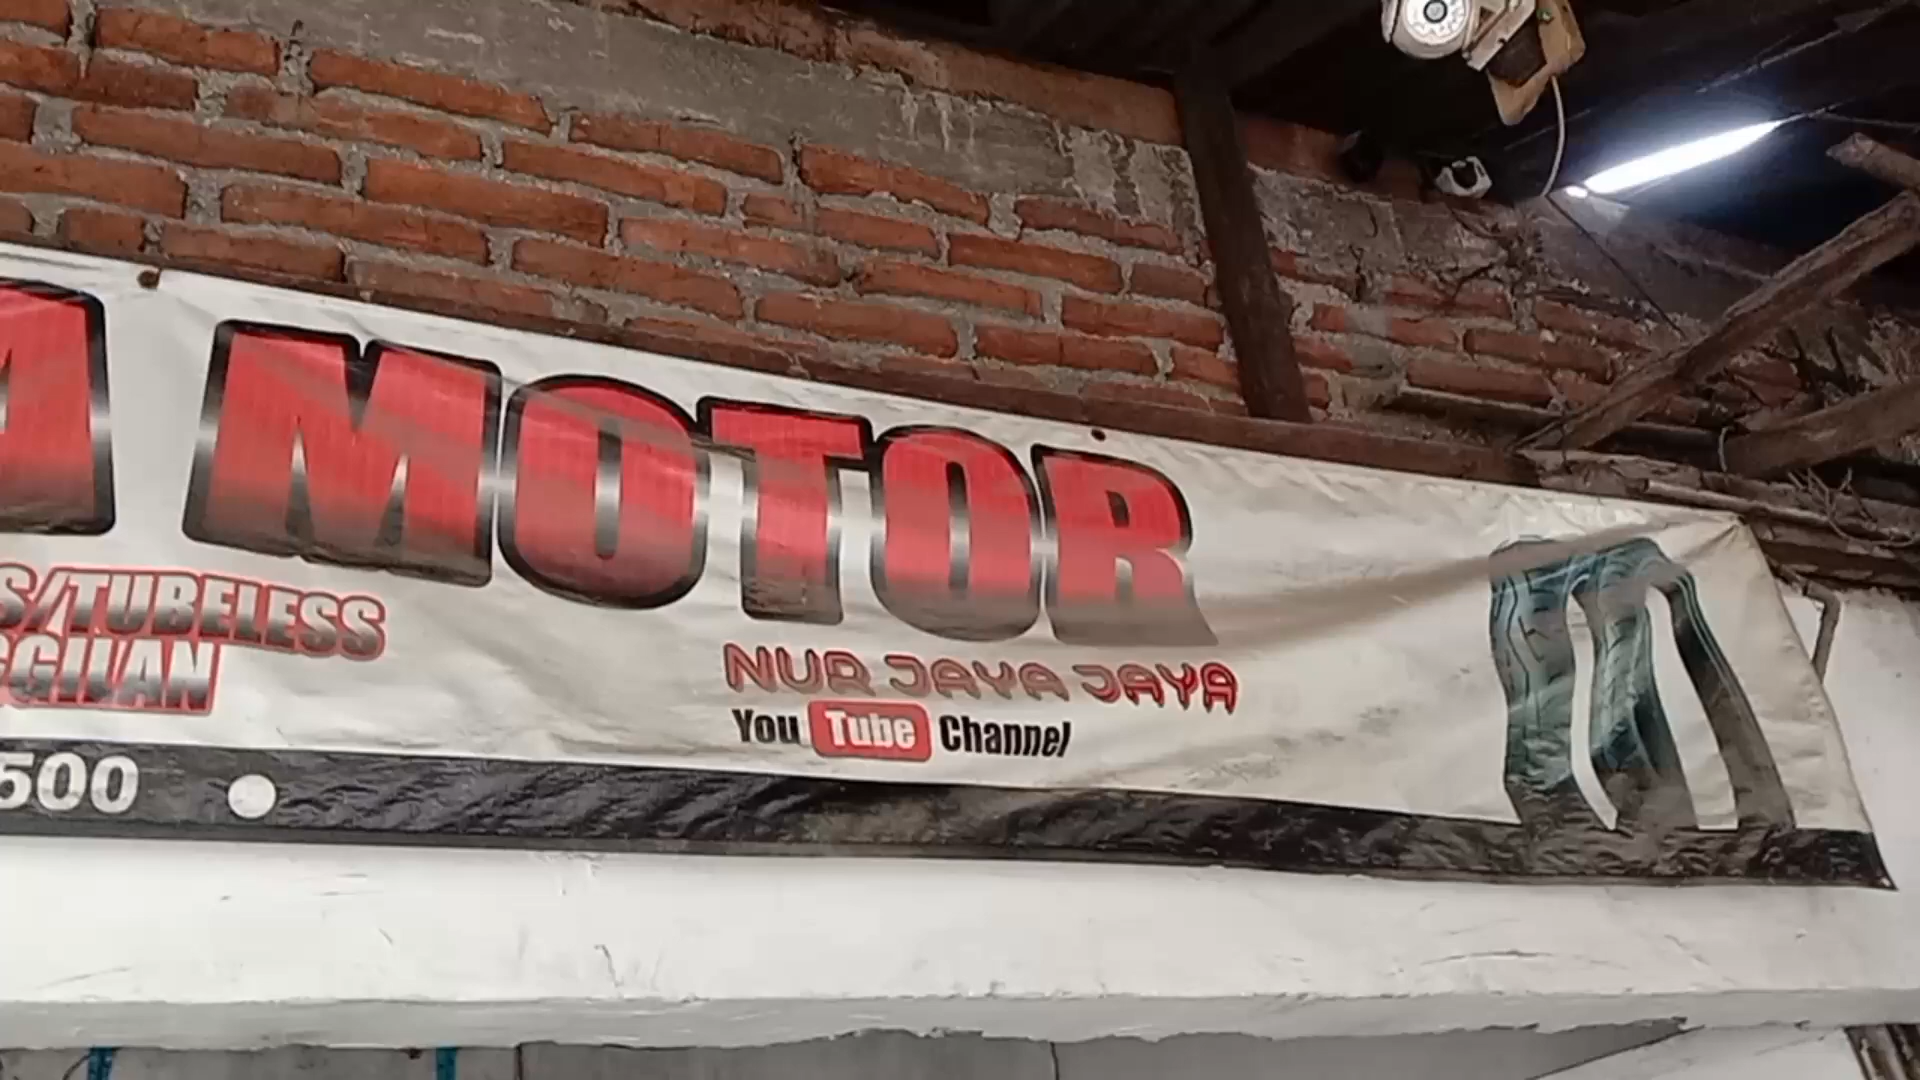 A MOTOR
S/TUBELESS
GGILAN
NUR JAYA JAYA
YouTube Channel
500